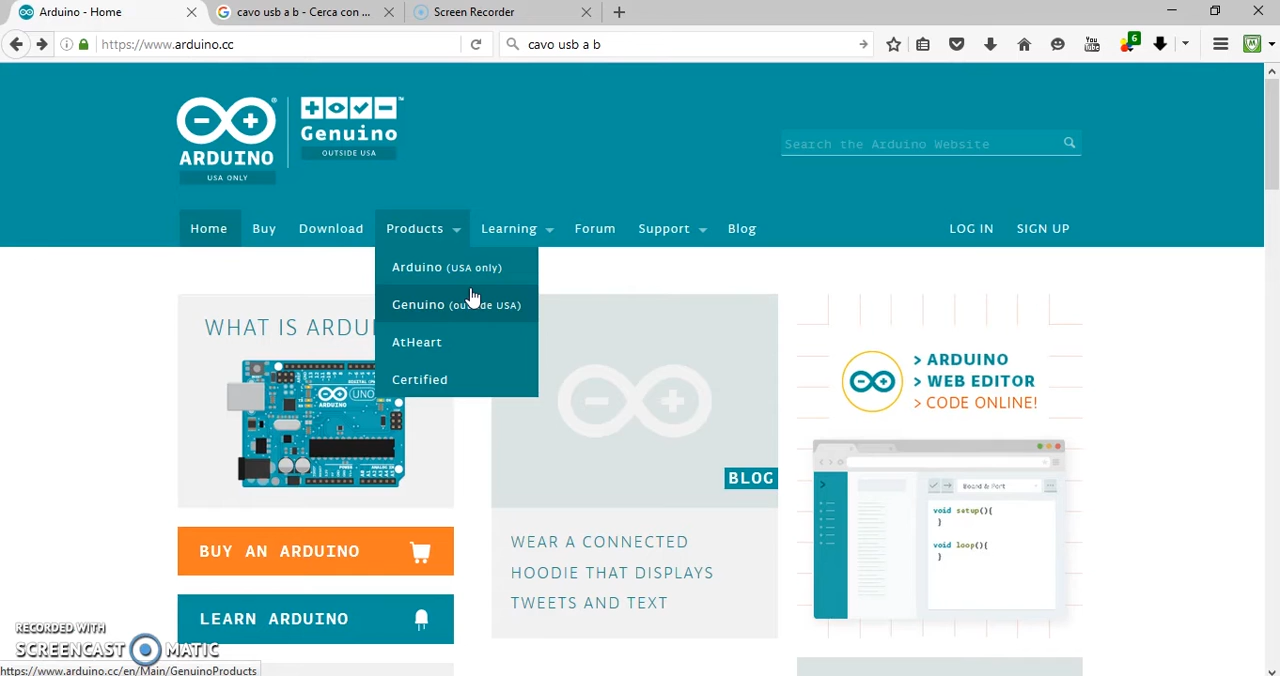 Arduino - Home
cavo usb a b - Cerca con ...
Screen Recorder
https://www.arduino.cc
cavo usb a b
You
Tube
6
ARDUINO
USA ONLY
Genuino
OUTSIDE USA
Search the Arduino Website
Home
Buy
Download
Products
Learning
Forum
Support
Blog
LOG IN
SIGN UP
Arduino (USA only)
Genuino (outside USA)
AtHeart
Certified
WHAT IS ARDU
UNO
ARDUINO
BUY AN ARDUINO
LEARN ARDUINO
BLOG
WEAR A CONNECTED
HOODIE THAT DISPLAYS
TWEETS AND TEXT
> ARDUINO
> WEB EDITOR
> CODE ONLINE!
Board & Port
void setup(){
}
void loop(){
}
RECORDED WITH
SCREENCAST MATIC
https://www.arduino.cc/en/Main/GenuinoProducts